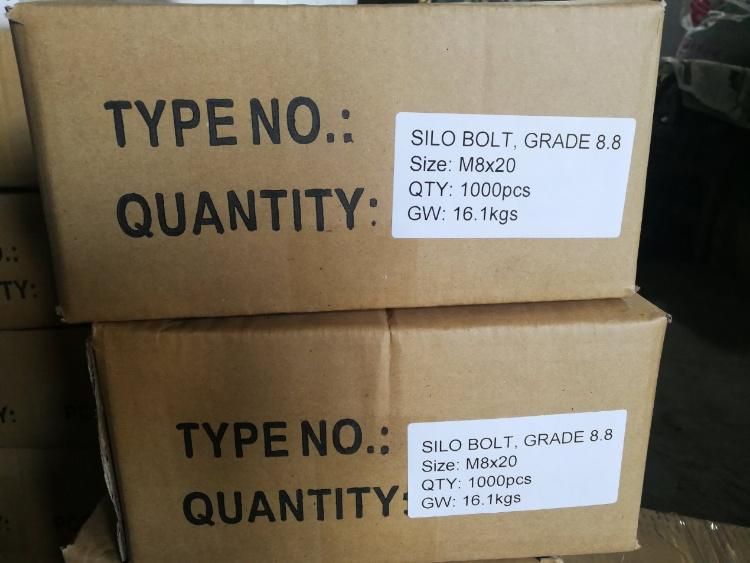 TYPE NO.:
QUANTITY:
SILO BOLT, GRADE 8.8
Size: M8x20
QTY: 1000pcs
GW: 16.1kgs
TY:
TYPE NO.:
QUANTITY:
SILO BOLT, GRADE 8.8
Size: M8x20
QTY: 1000pcs
GW: 16.1kgs
Y: